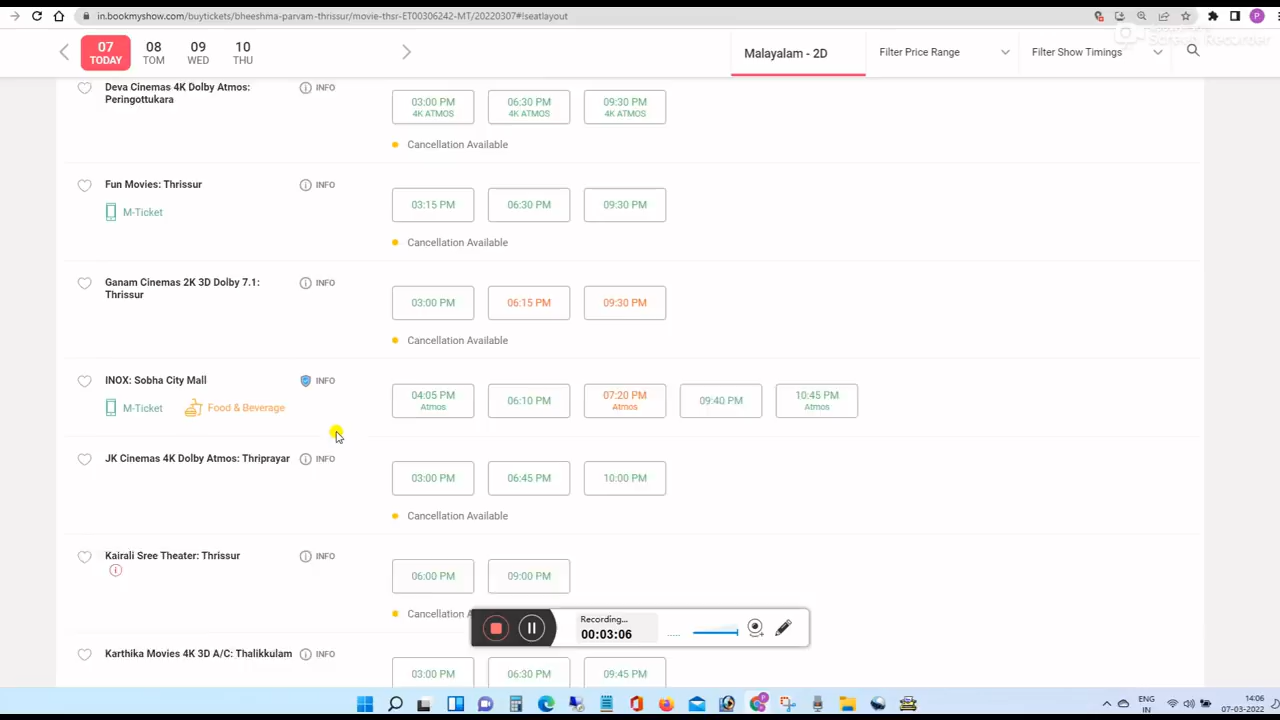 in.bookmyshow.com/buytickets/bheeshma-parvam-thrissur/movie-thsr-ET00306242-MT/20220307#!seatlayout
P
Screen Recorder
07 08 09 10
TODAY TOM WED THU
Malayalam - 2D
Filter Price Range
Filter Show Timings
Deva Cinemas 4K Dolby Atmos:
Peringottukara
INFO
03:00 PM 06:30 PM 09:30 PM
4K ATMOS 4K ATMOS 4K ATMOS
Cancellation Available
Fun Movies: Thrissur
INFO
M-Ticket
03:15 PM 06:30 PM 09:30 PM
Cancellation Available
Ganam Cinemas 2K 3D Dolby 7.1:
Thrissur
INFO
03:00 PM 06:15 PM 09:30 PM
Cancellation Available
INOX: Sobha City Mall
INFO
M-Ticket Food & Beverage
04:05 PM 06:10 PM 07:20 PM 09:40 PM 10:45 PM
Atmos Atmos Atmos
JK Cinemas 4K Dolby Atmos: Thriprayar
INFO
03:00 PM 06:45 PM 10:00 PM
Cancellation Available
Kairali Sree Theater: Thrissur
INFO
06:00 PM 09:00 PM
Cancellation Av
Recording...
00:03:06
Karthika Movies 4K 3D A/C: Thalikkulam
INFO
03:00 PM 06:30 PM 09:45 PM
ENG
IN
14:06
07-03-2022